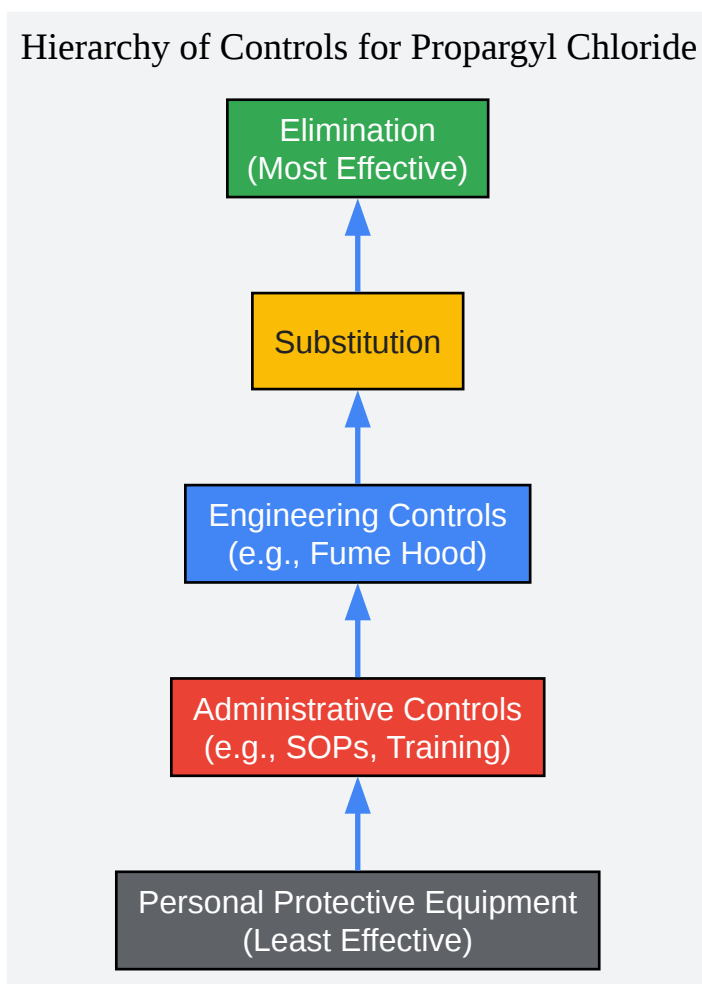 Hierarchy of Controls for Propargyl Chloride
Elimination
(Most Effective)
Substitution
Engineering Controls
(e.g., Fume Hood)
Administrative Controls
(e.g., SOPs, Training)
Personal Protective Equipment
(Least Effective)